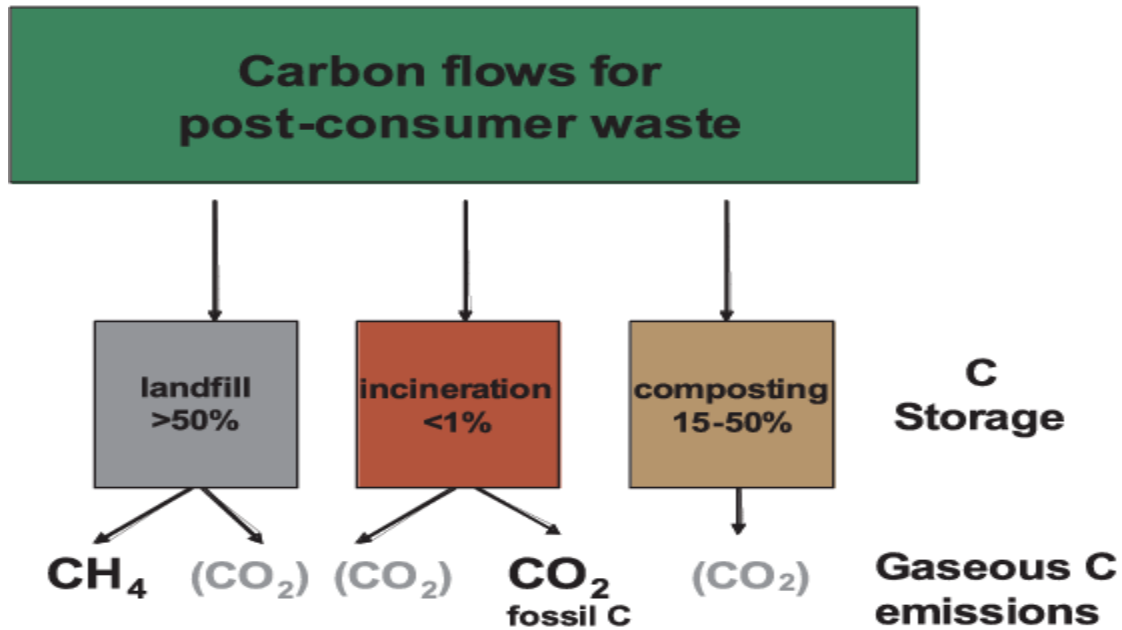 Carbon flows for
post-consumer waste
landfill
>50%
incineration
<1%
composting
15-50%
C
Storage
CH₄
(CO₂)
(CO₂)
CO₂
fossil C
(CO₂)
Gaseous C
emissions